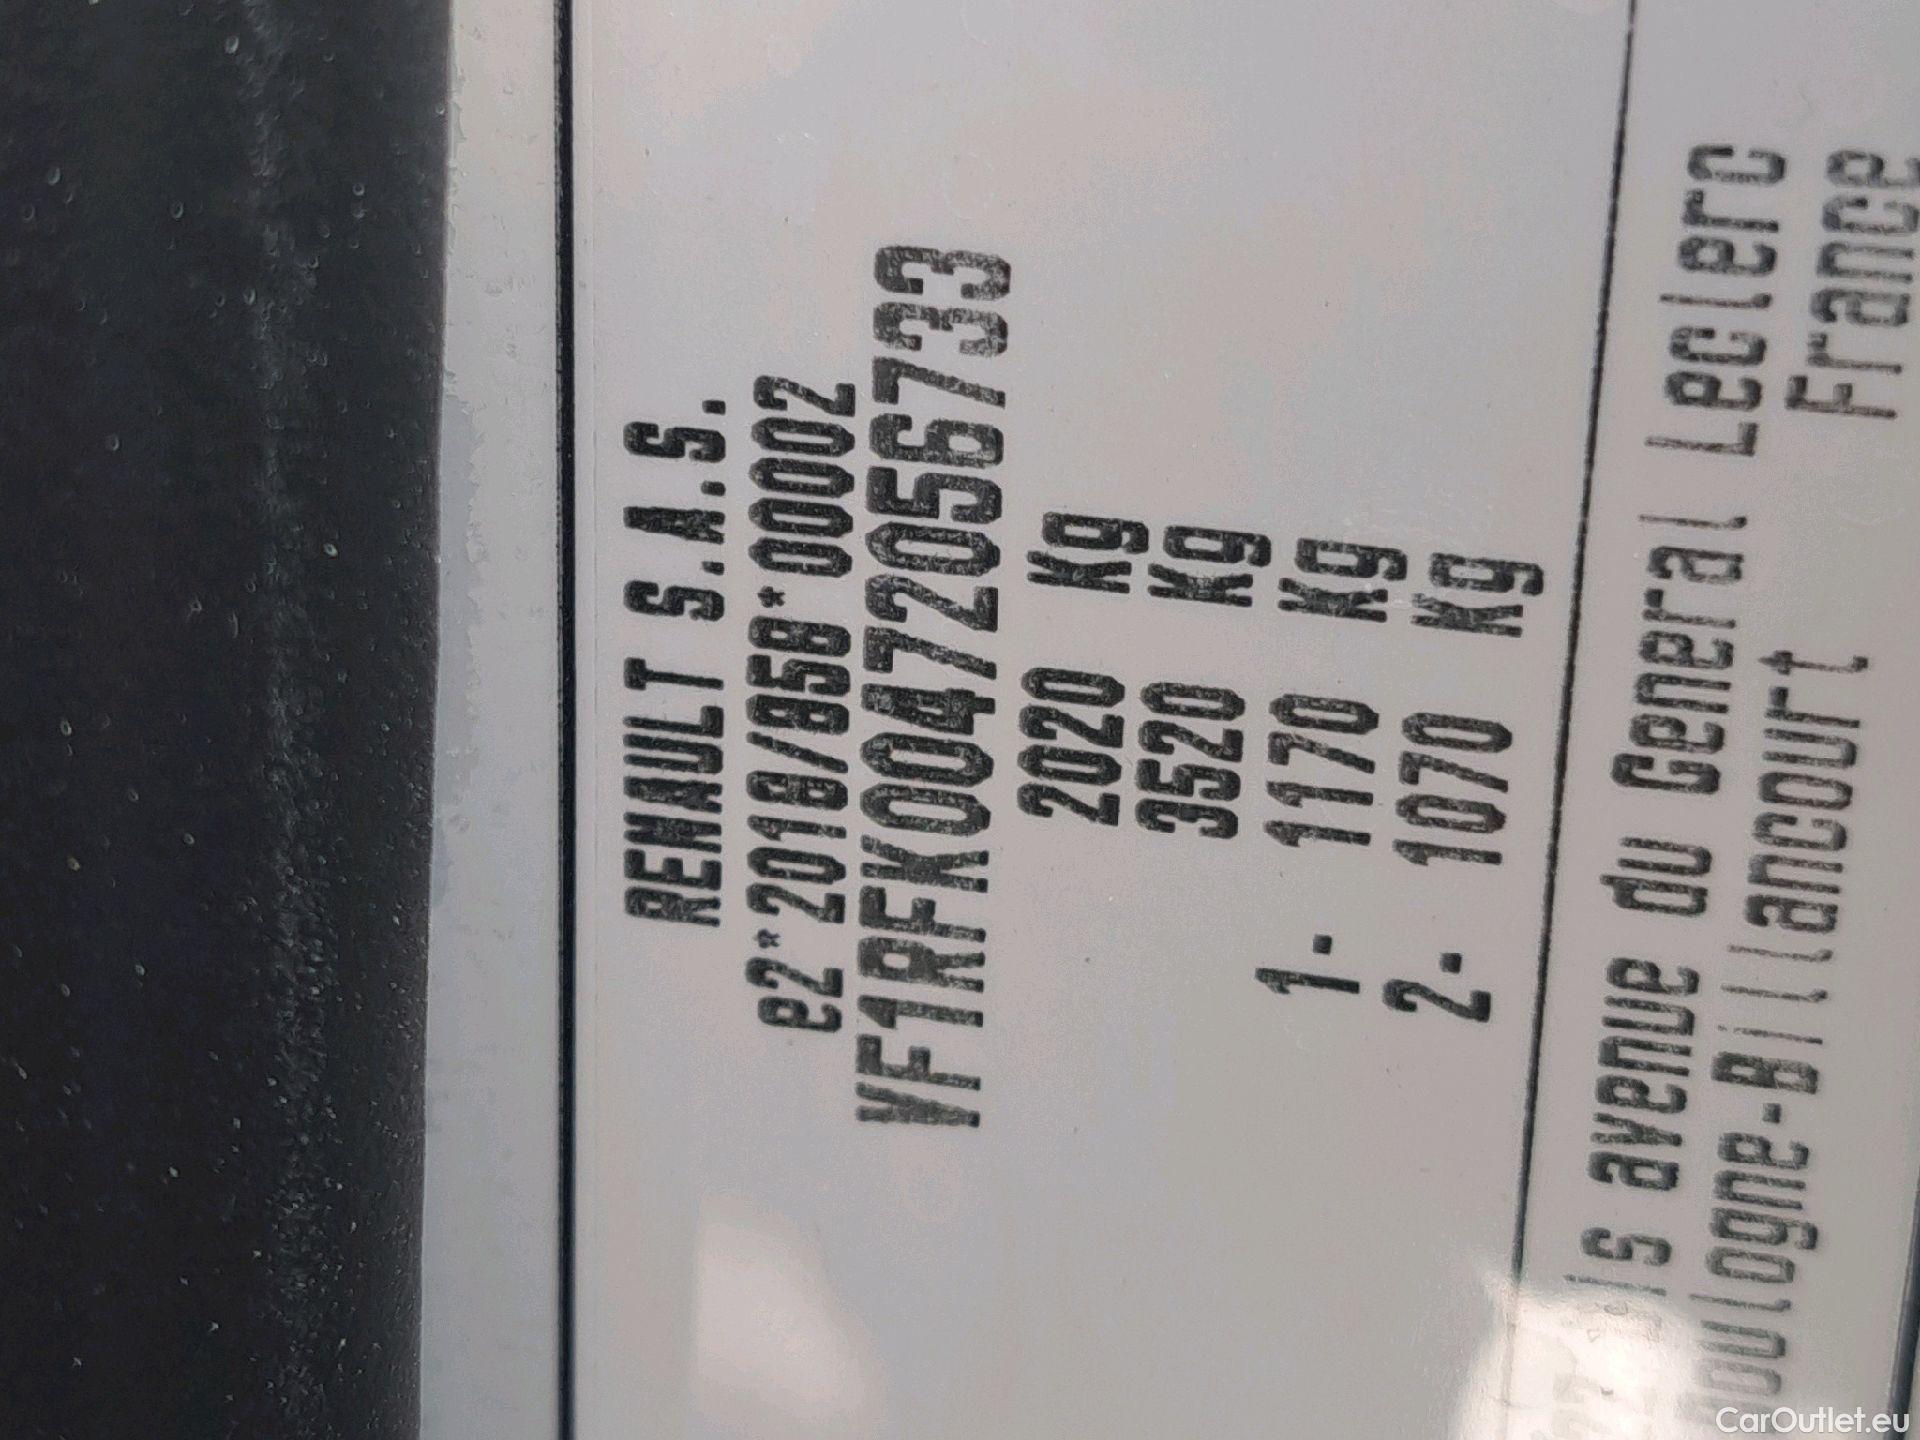 RENAULT S.A.S.
e2*2018/858*00002
VF1RFK00472056733
2020 Kg
3520 Kg
1- 1170 Kg
2- 1070 Kg
avenue du General Leclerc
Boulogne-Billancourt France
CarOutlet.eu